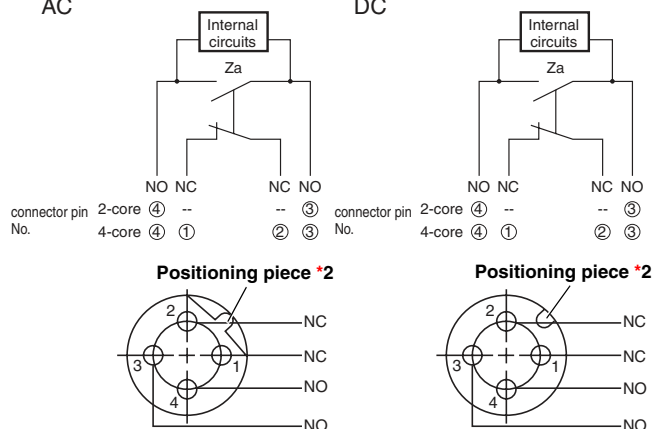 AC
DC
Internal
circuits
Internal
circuits
Za
Za
NO NC NC NO
NO NC NC NO
connector pin
No.
2-core ④ -- -- ③
4-core ④ ① ② ③
connector pin
No.
2-core ④ -- -- ③
4-core ④ ① ② ③
Positioning piece *2
2
3
1
4
NC
NC
NO
NO
Positioning piece *2
2
3
1
4
NC
NC
NO
NO